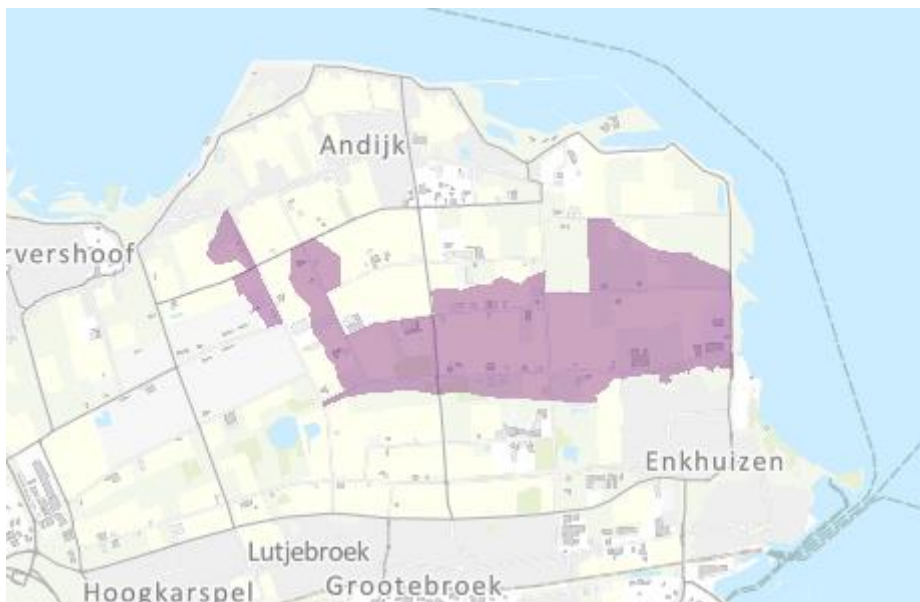 Andijk
rvershoof
Enkhuizen
Lutjebroek
Hoogkarspel
Grootebroek